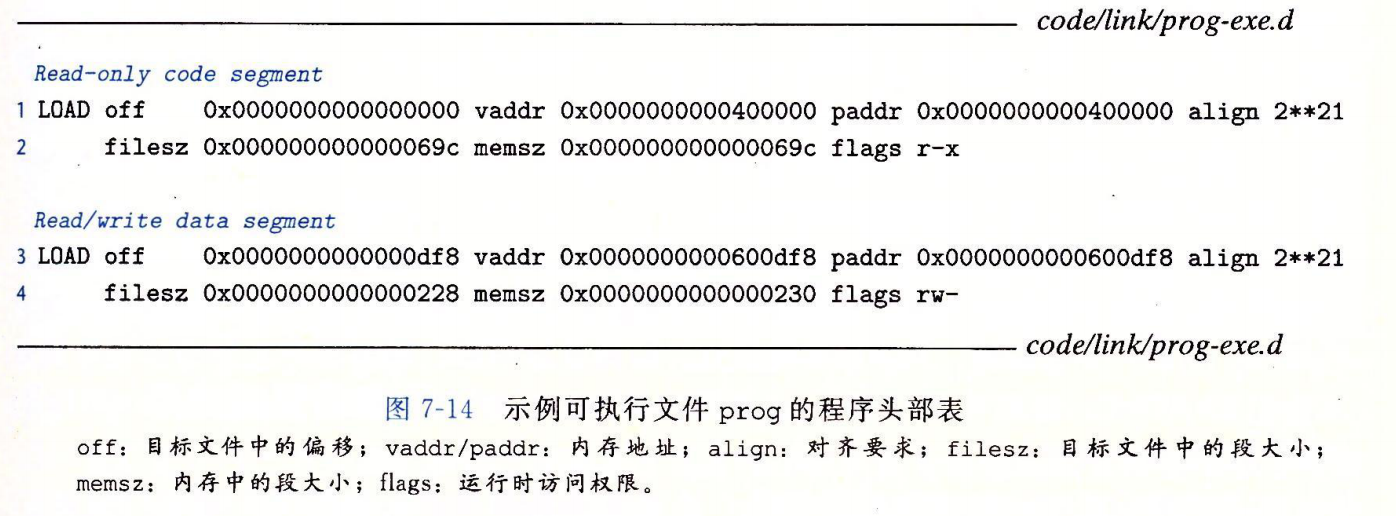 code/link/prog-exe.d
Read-only code segment
1 LOAD off 0x0000000000000000 vaddr 0x0000000000400000 paddr 0x0000000000400000 align 2**21
2 filesz 0x000000000000069c memsz 0x000000000000069c flags r-x
Read/write data segment
3 LOAD off 0x0000000000000df8 vaddr 0x0000000000600df8 paddr 0x0000000000600df8 align 2**21
4 filesz 0x0000000000000228 memsz 0x0000000000000230 flags rw-
code/link/prog-exe.d
图 7-14 示例可执行文件 prog 的程序头部表
off：目标文件中的偏移；vaddr/paddr：内存地址；align：对齐要求；filesz：目标文件中的段大小；
memsz：内存中的段大小；flags：运行时访问权限。